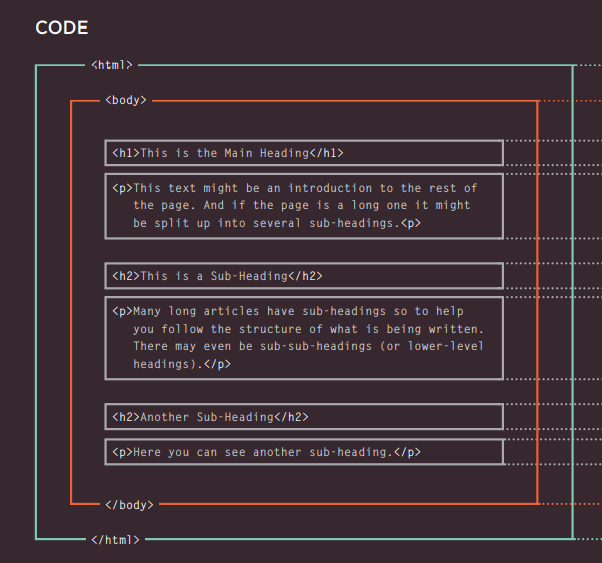 CODE
<html>
<body>
<h1>This is the Main Heading</h1>
<p>This text might be an introduction to the rest of
the page. And if the page is a long one it might
be split up into several sub-headings.<p>
<h2>This is a Sub-Heading</h2>
<p>Many long articles have sub-headings so to help
you follow the structure of what is being written.
There may even be sub-sub-headings (or lower-level
headings).</p>
<h2>Another Sub-Heading</h2>
<p>Here you can see another sub-heading.</p>
</body>
</html>